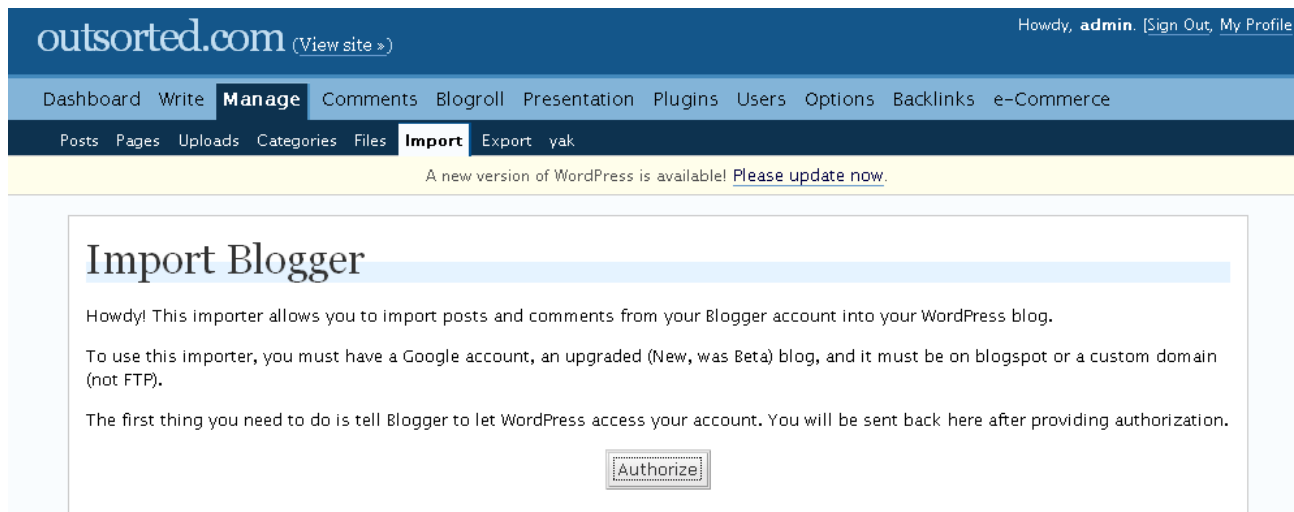 outsorted.com (View site »)
Howdy, admin. [Sign Out, My Profile
Dashboard Write Manage Comments Blogroll Presentation Plugins Users Options Backlinks e-Commerce
Posts Pages Uploads Categories Files Import Export yak
A new version of WordPress is available! Please update now.
Import Blogger
Howdy! This importer allows you to import posts and comments from your Blogger account into your WordPress blog.
To use this importer, you must have a Google account, an upgraded (New, was Beta) blog, and it must be on blogspot or a custom domain
(not FTP).
The first thing you need to do is tell Blogger to let WordPress access your account. You will be sent back here after providing authorization.
Authorize